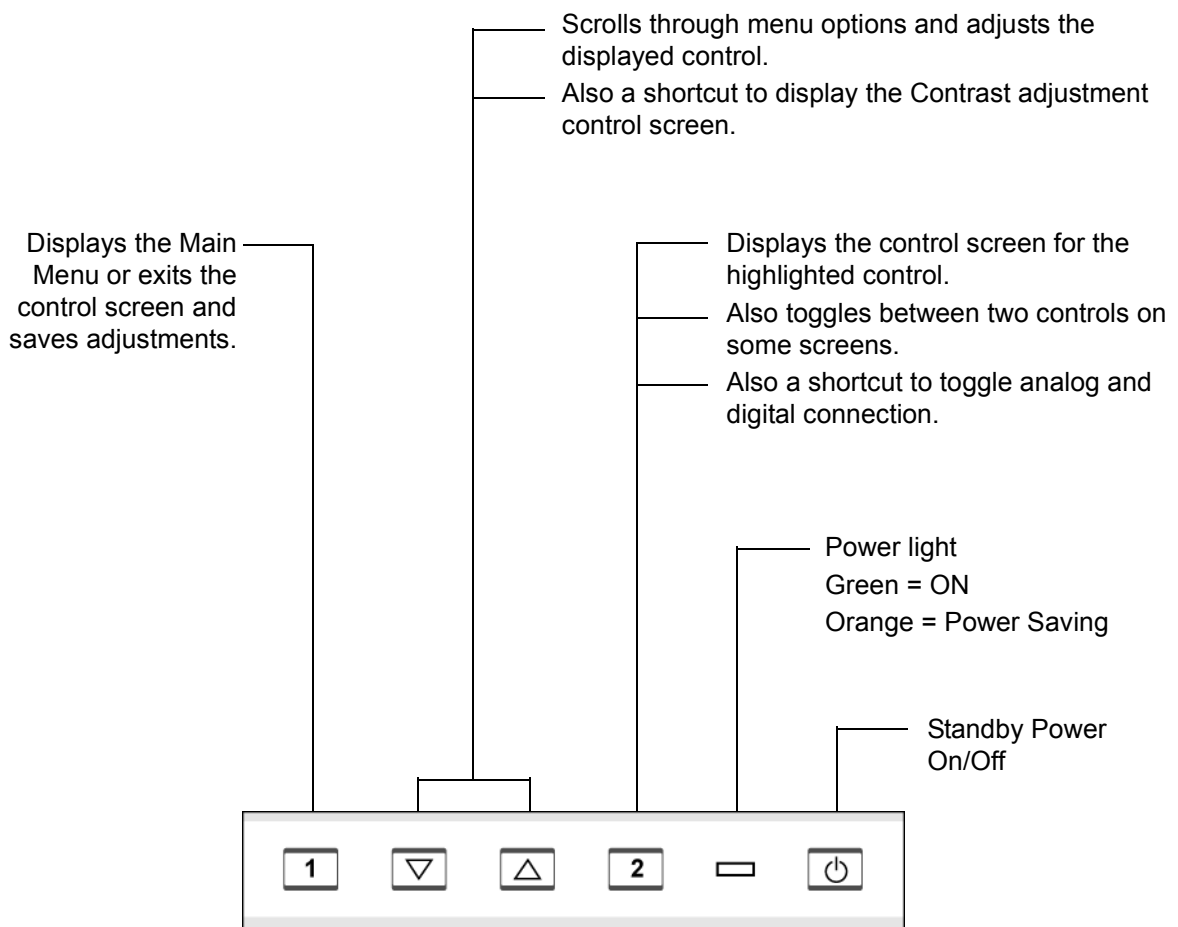 Scrolls through menu options and adjusts the
displayed control.
Also a shortcut to display the Contrast adjustment
control screen.
Displays the Main
Menu or exits the
control screen and
saves adjustments.
Displays the control screen for the
highlighted control.
Also toggles between two controls on
some screens.
Also a shortcut to toggle analog and
digital connection.
Power light
Green = ON
Orange = Power Saving
Standby Power
On/Off
1
2